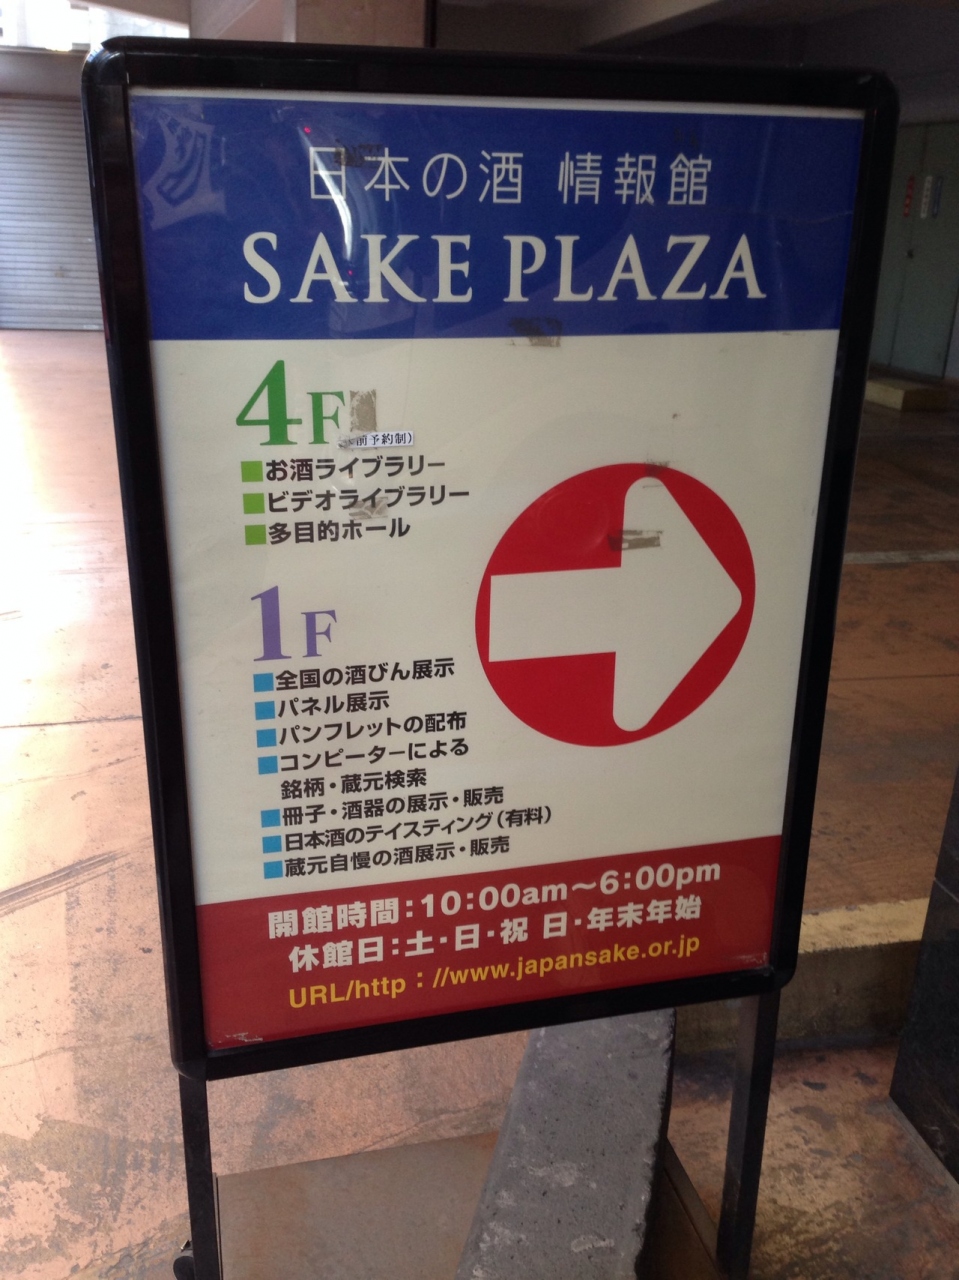 日本の酒 情報館
SAKE PLAZA
4F
前予約制)
お酒ライブラリー
ビデオライブラリー
多目的ホール
1F
全国の酒びん展示
パネル展示
パンフレットの配布
コンピーターによる
銘柄・蔵元検索
冊子・酒器の展示・販売
日本酒のテイスティング(有料)
蔵元自慢の酒展示・販売
開館時間:10:00am～6:00pm
休館日:土・日・祝 日・年末年始
URL/http://www.japansake.or.jp